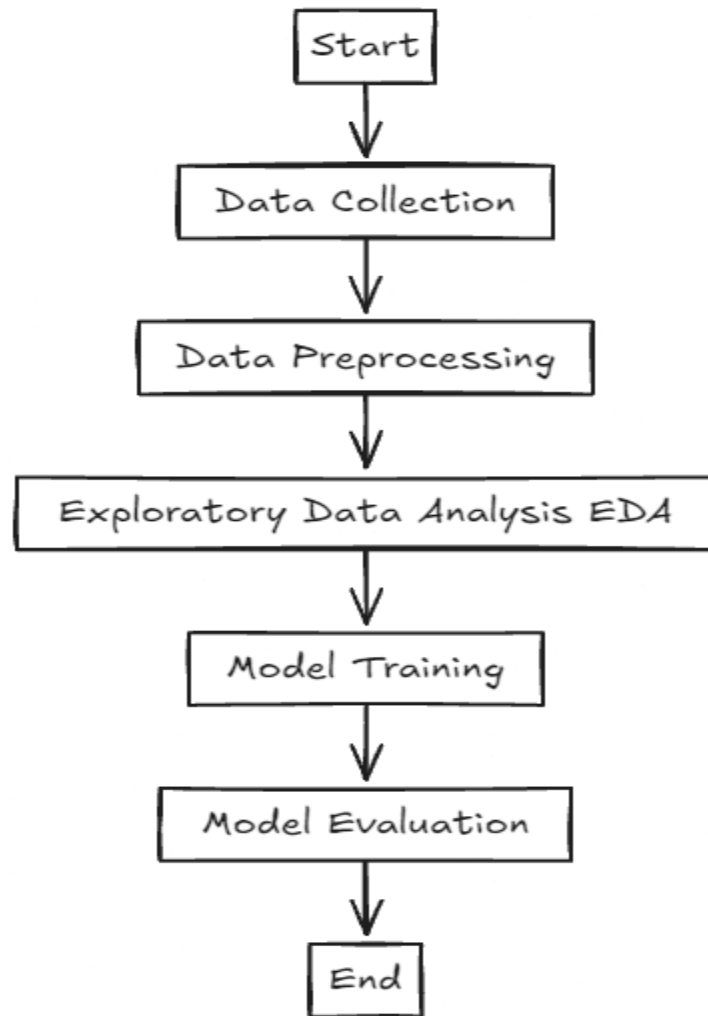 Start
Data Collection
Data Preprocessing
Exploratory Data Analysis EDA
Model Training
Model Evaluation
End